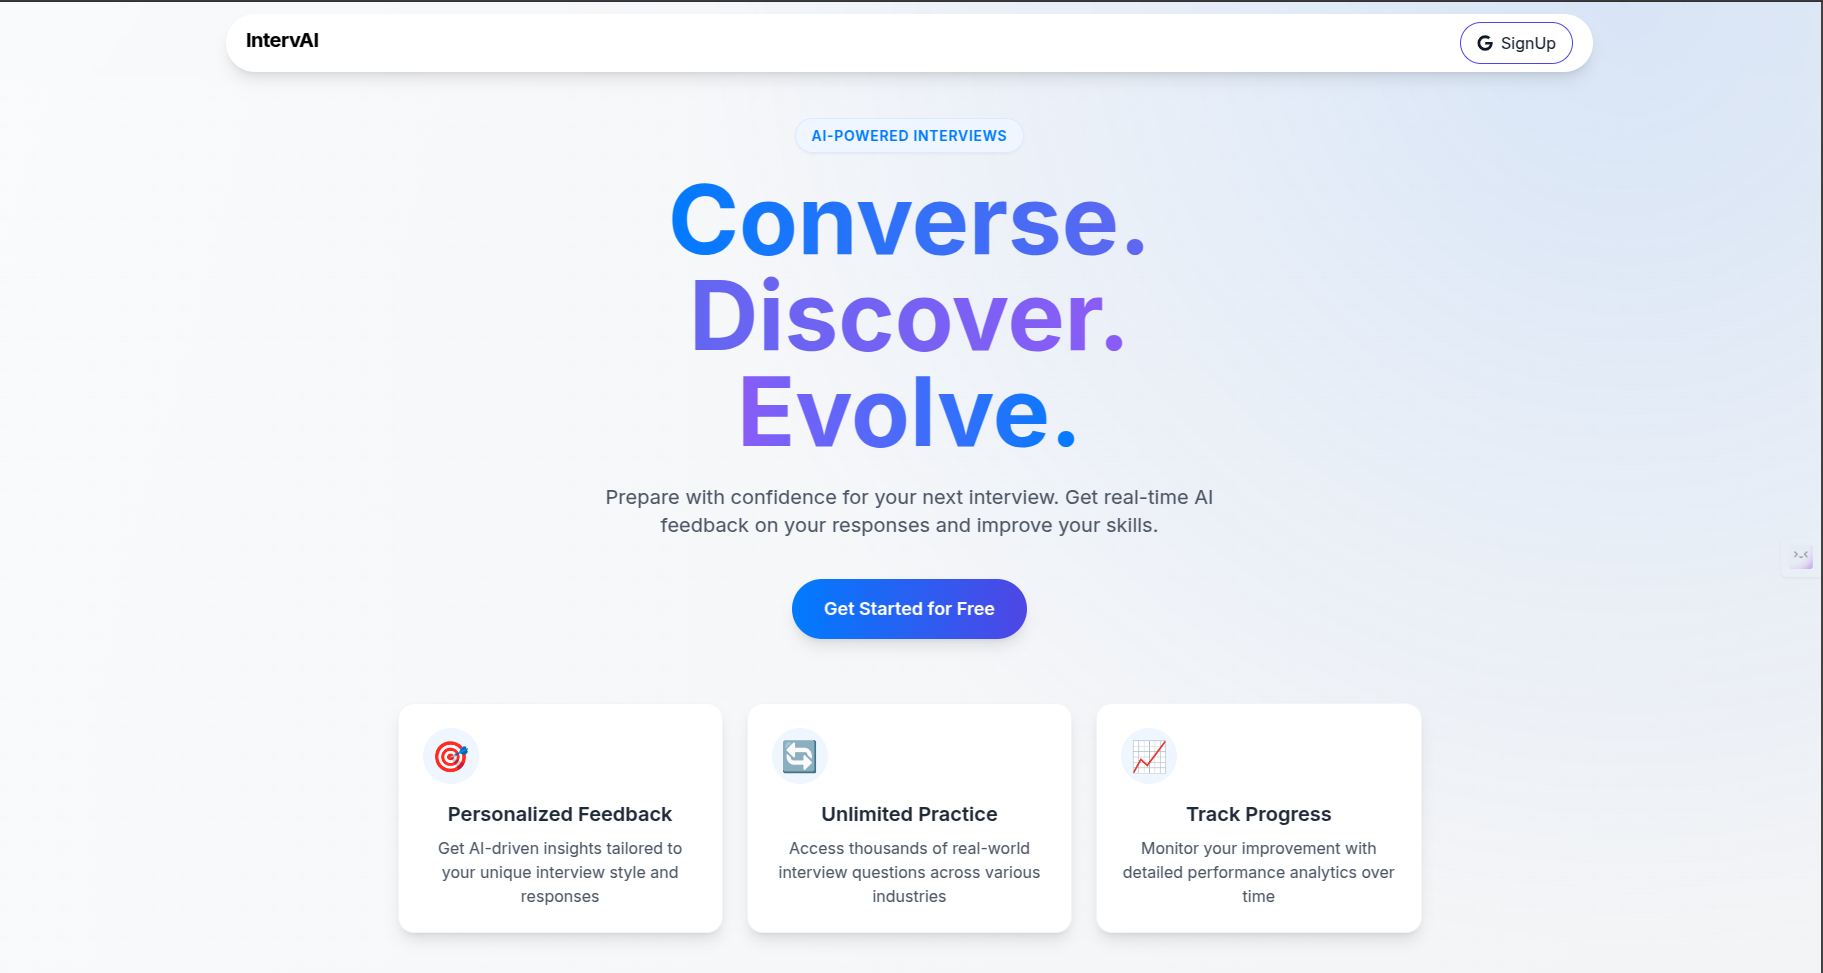 IntervAI
SignUp
AI-POWERED INTERVIEWS
Converse.
Discover.
Evolve.
Prepare with confidence for your next interview. Get real-time AI
feedback on your responses and improve your skills.
Get Started for Free
Personalized Feedback
Get AI-driven insights tailored to
your unique interview style and
responses
Unlimited Practice
Access thousands of real-world
interview questions across various
industries
Track Progress
Monitor your improvement with
detailed performance analytics over
time